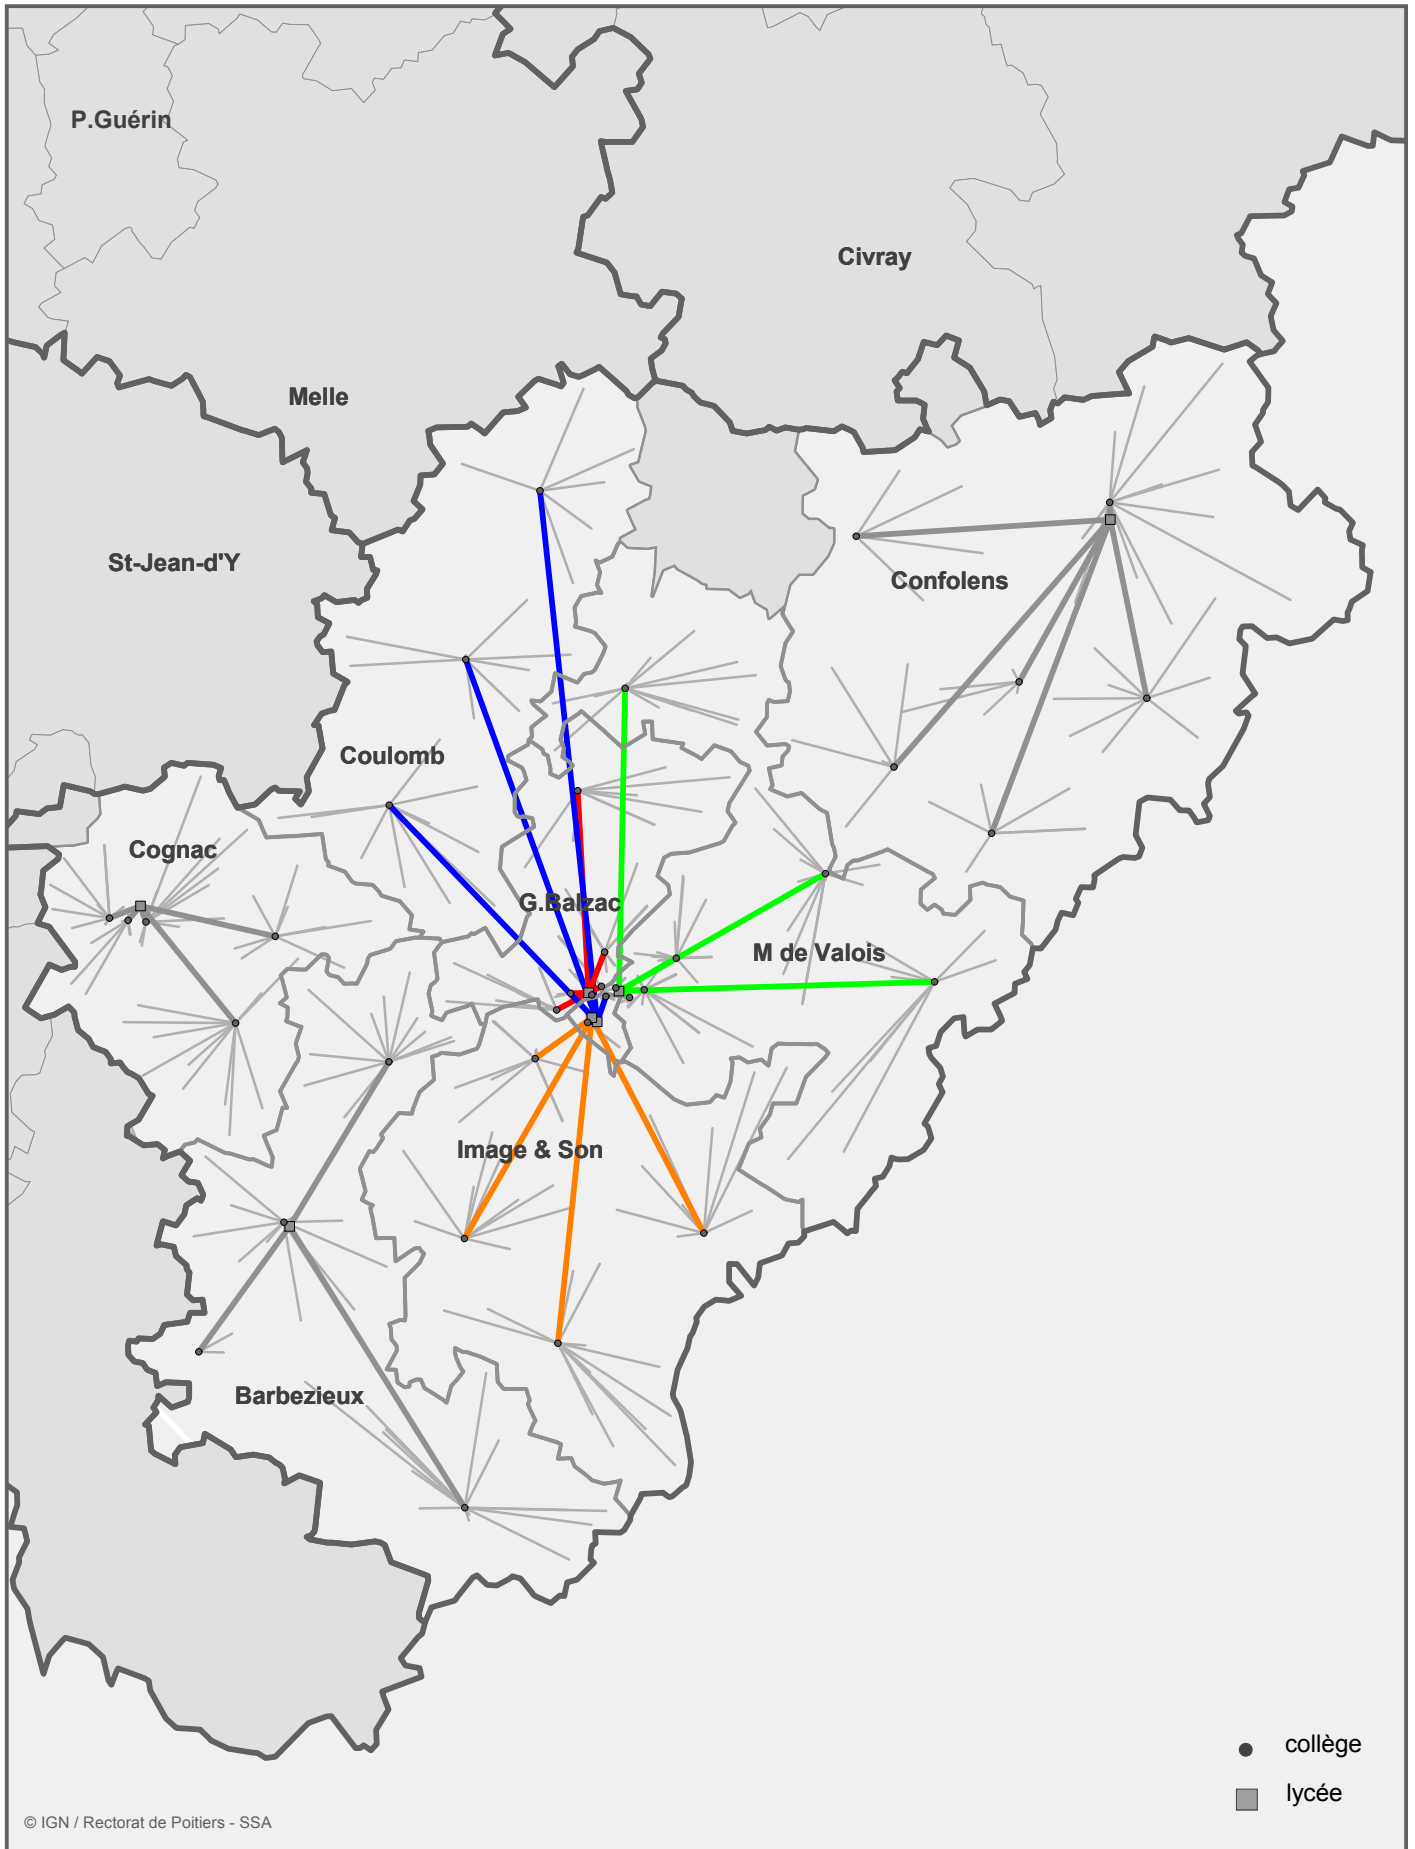 P.Guérin
Civray
Melle
St-Jean-d'Y
Confolens
Coulomb
Cognac
G.Balzac
M de Valois
Image & Son
Barbezieux
collège
lycée
© IGN / Rectorat de Poitiers - SSA